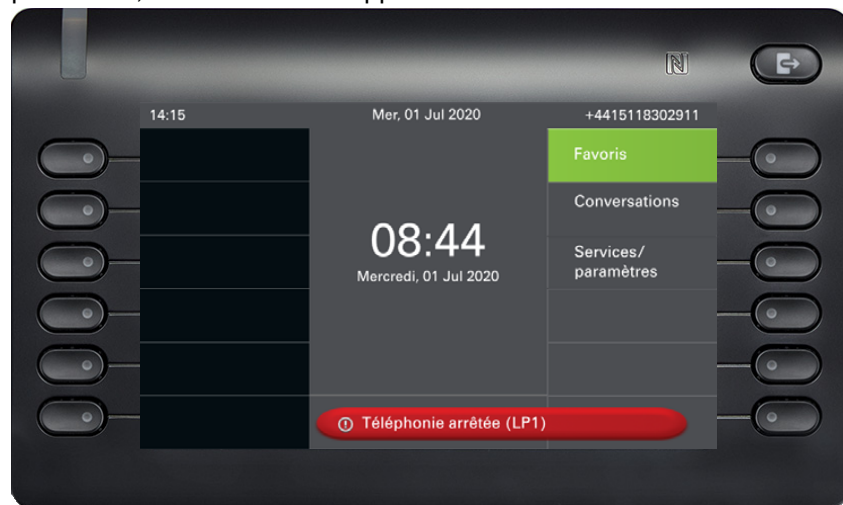 14:15 Mer, 01 Jul 2020 +4415118302911
Favoris
Conversations
08:44
Mercredi, 01 Jul 2020
Services/
paramètres
Téléphonie arrêtée (LP1)